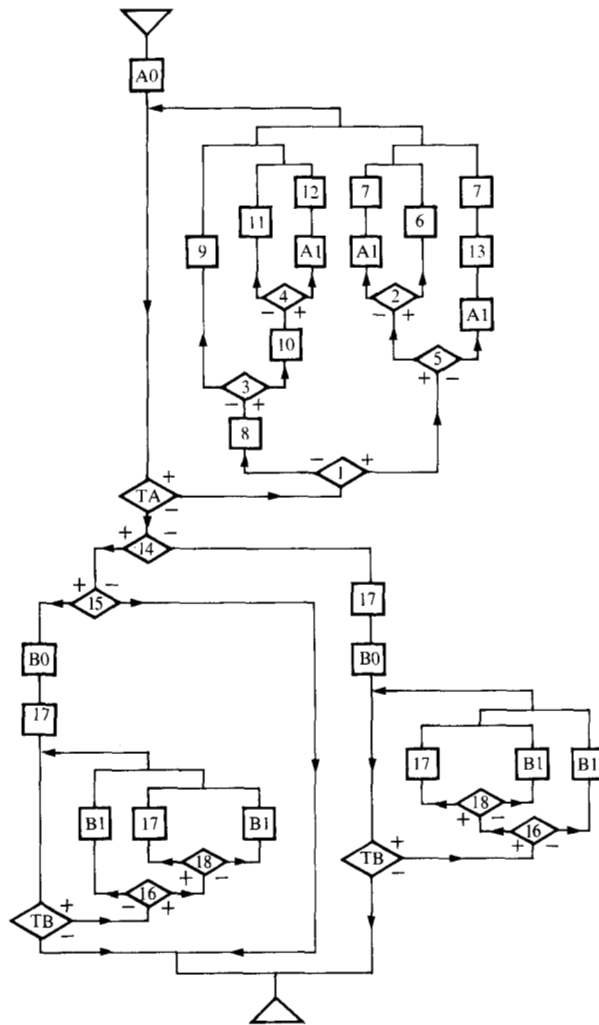 A0
12 7 7
11 6
9 A1 A1 13
4 2 A1
− + − +
10 5
3 + −
− +
8 − 1 +
TA + −
+ 14 −
+ 15 − 17
B0 B0
17
17 B1 B1
18
+ − 16
B1 17 B1 + −
18 TB +
+ − −
16
− +
TB +
−